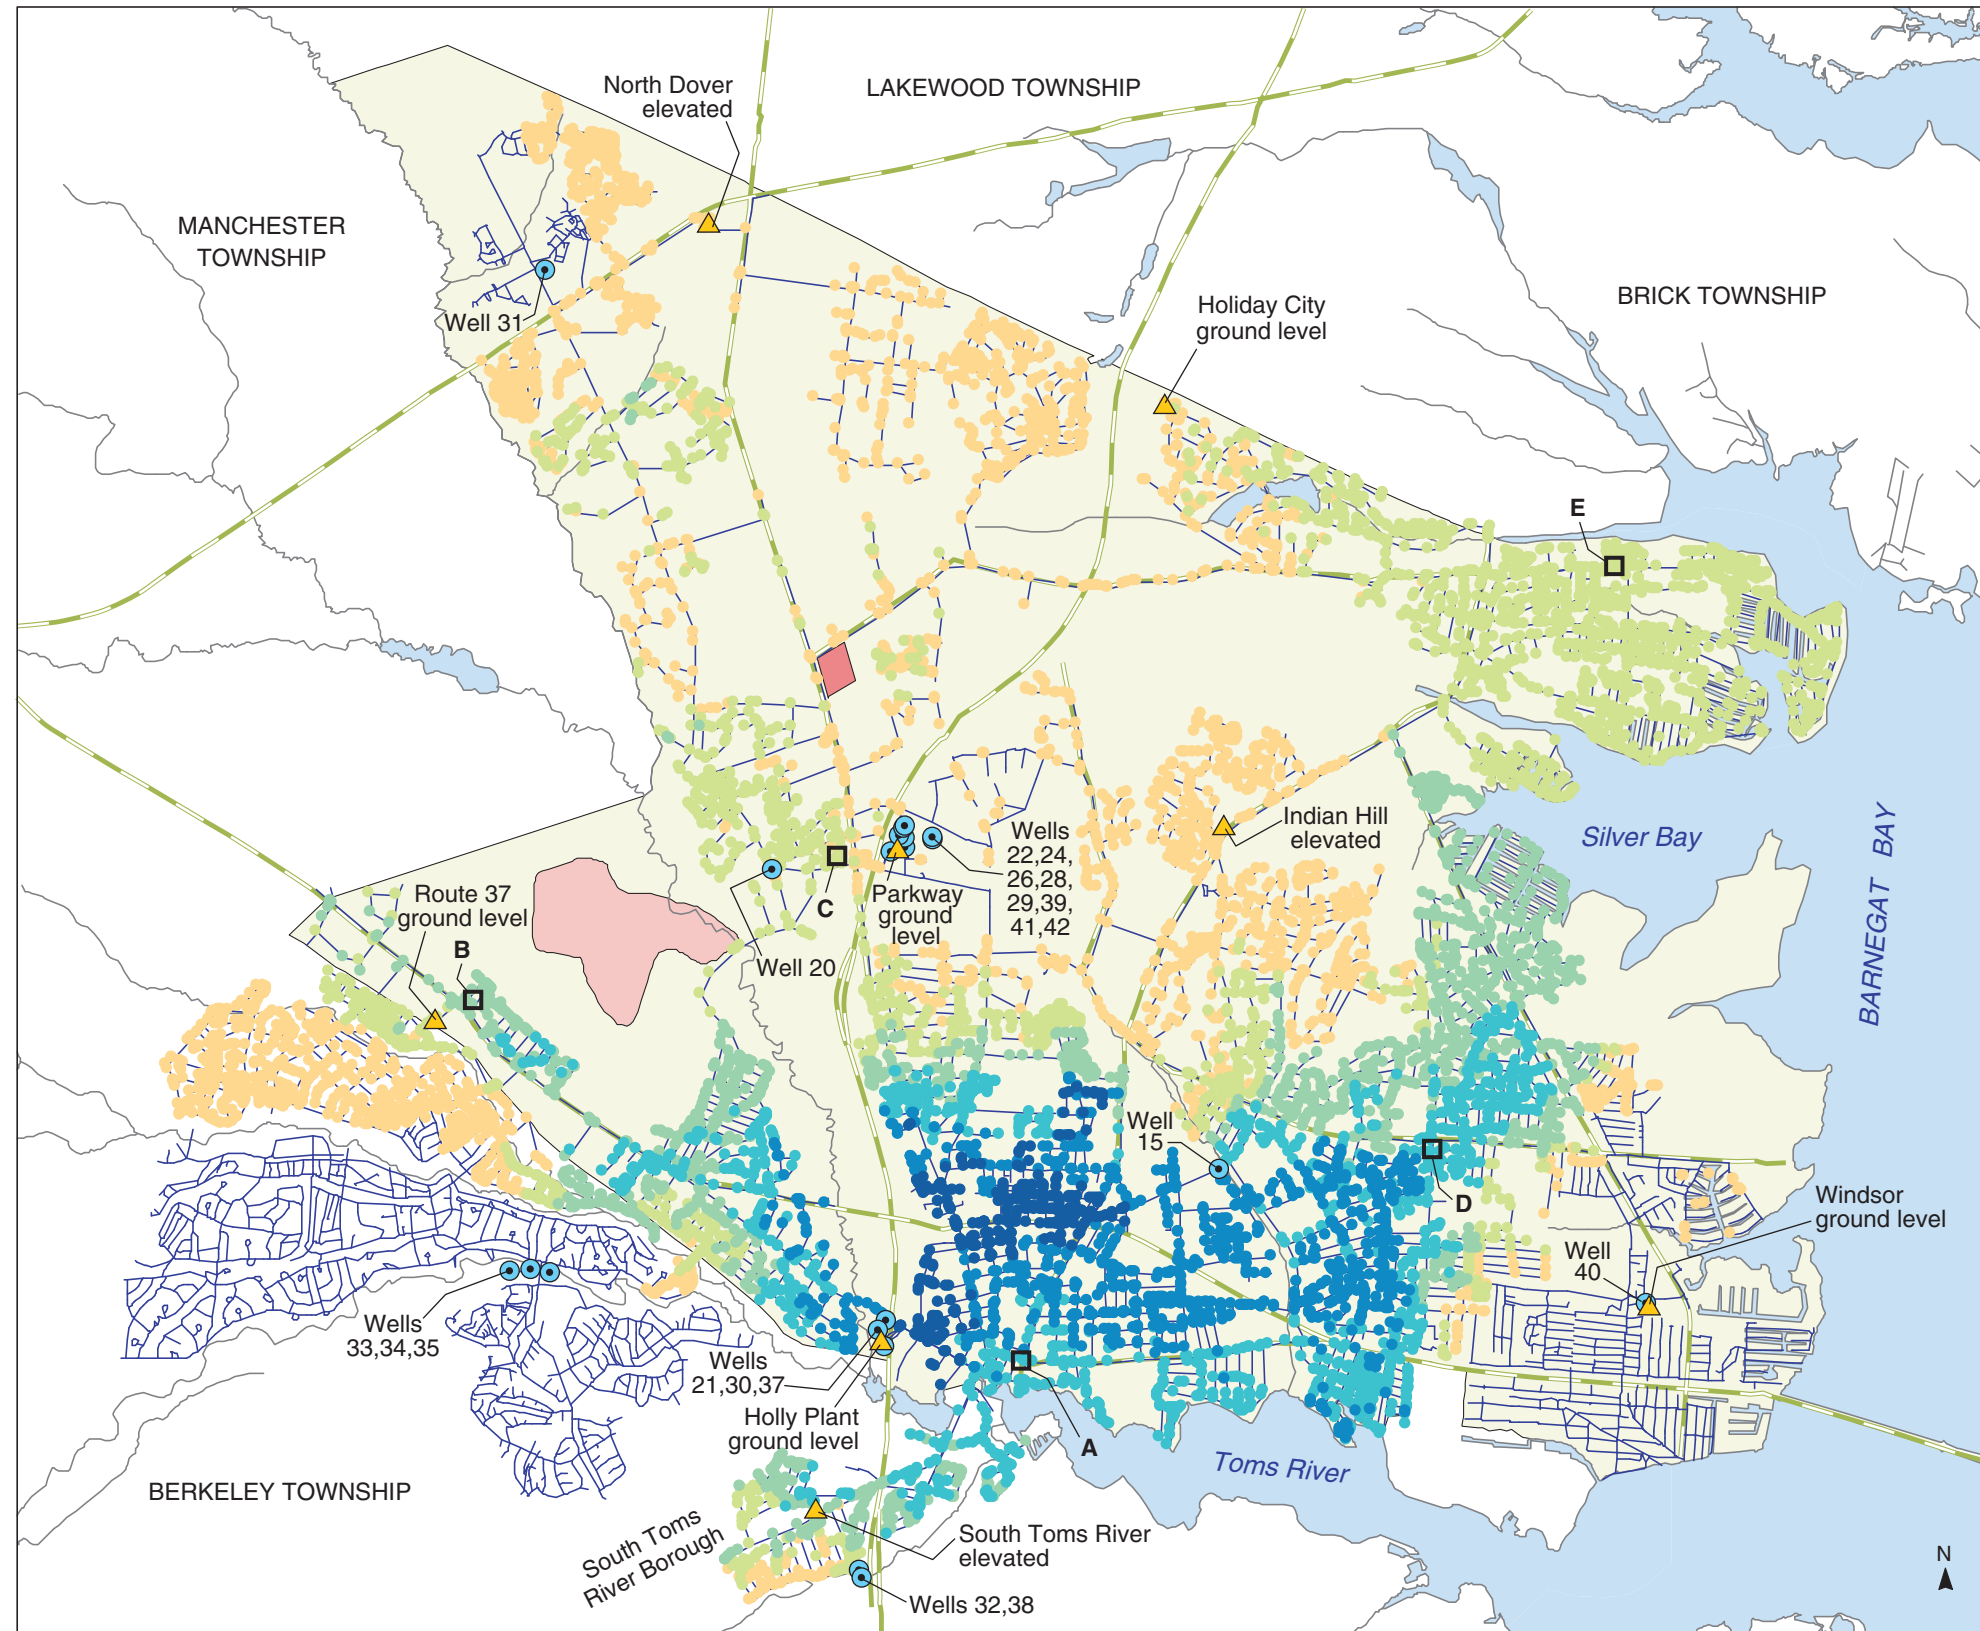 North Dover
elevated
LAKEWOOD TOWNSHIP
MANCHESTER
TOWNSHIP
Well 31
Holiday City
ground level
BRICK TOWNSHIP
E
Indian Hill
elevated
Silver Bay
BARNEGAT BAY
Wells
22,24,
26,28,
29,39,
41,42
Parkway
ground
level
C
Well 20
Route 37
ground level
B
Well
15
D
Windsor
ground level
Well
40
Wells
33,34,35
Wells
21,30,37
Holly Plant
ground level
A
Toms River
BERKELEY TOWNSHIP
South Toms
River Borough
South Toms River
elevated
Wells 32,38
N